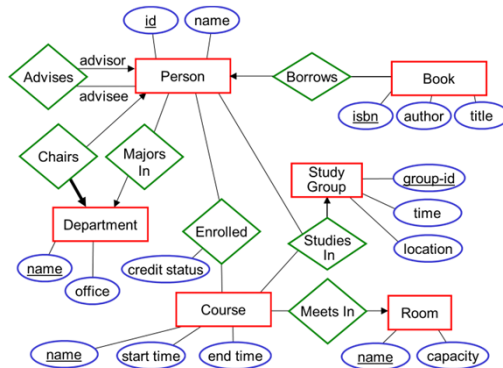 id
name
advisor
Advises
Person
Borrows
Book
advisee
isbn
author
title
Chairs
Majors
In
Study
Group
group-id
time
Department
Enrolled
Studies
In
location
name
office
credit status
Course
Meets In
Room
name
start time
end time
name
capacity